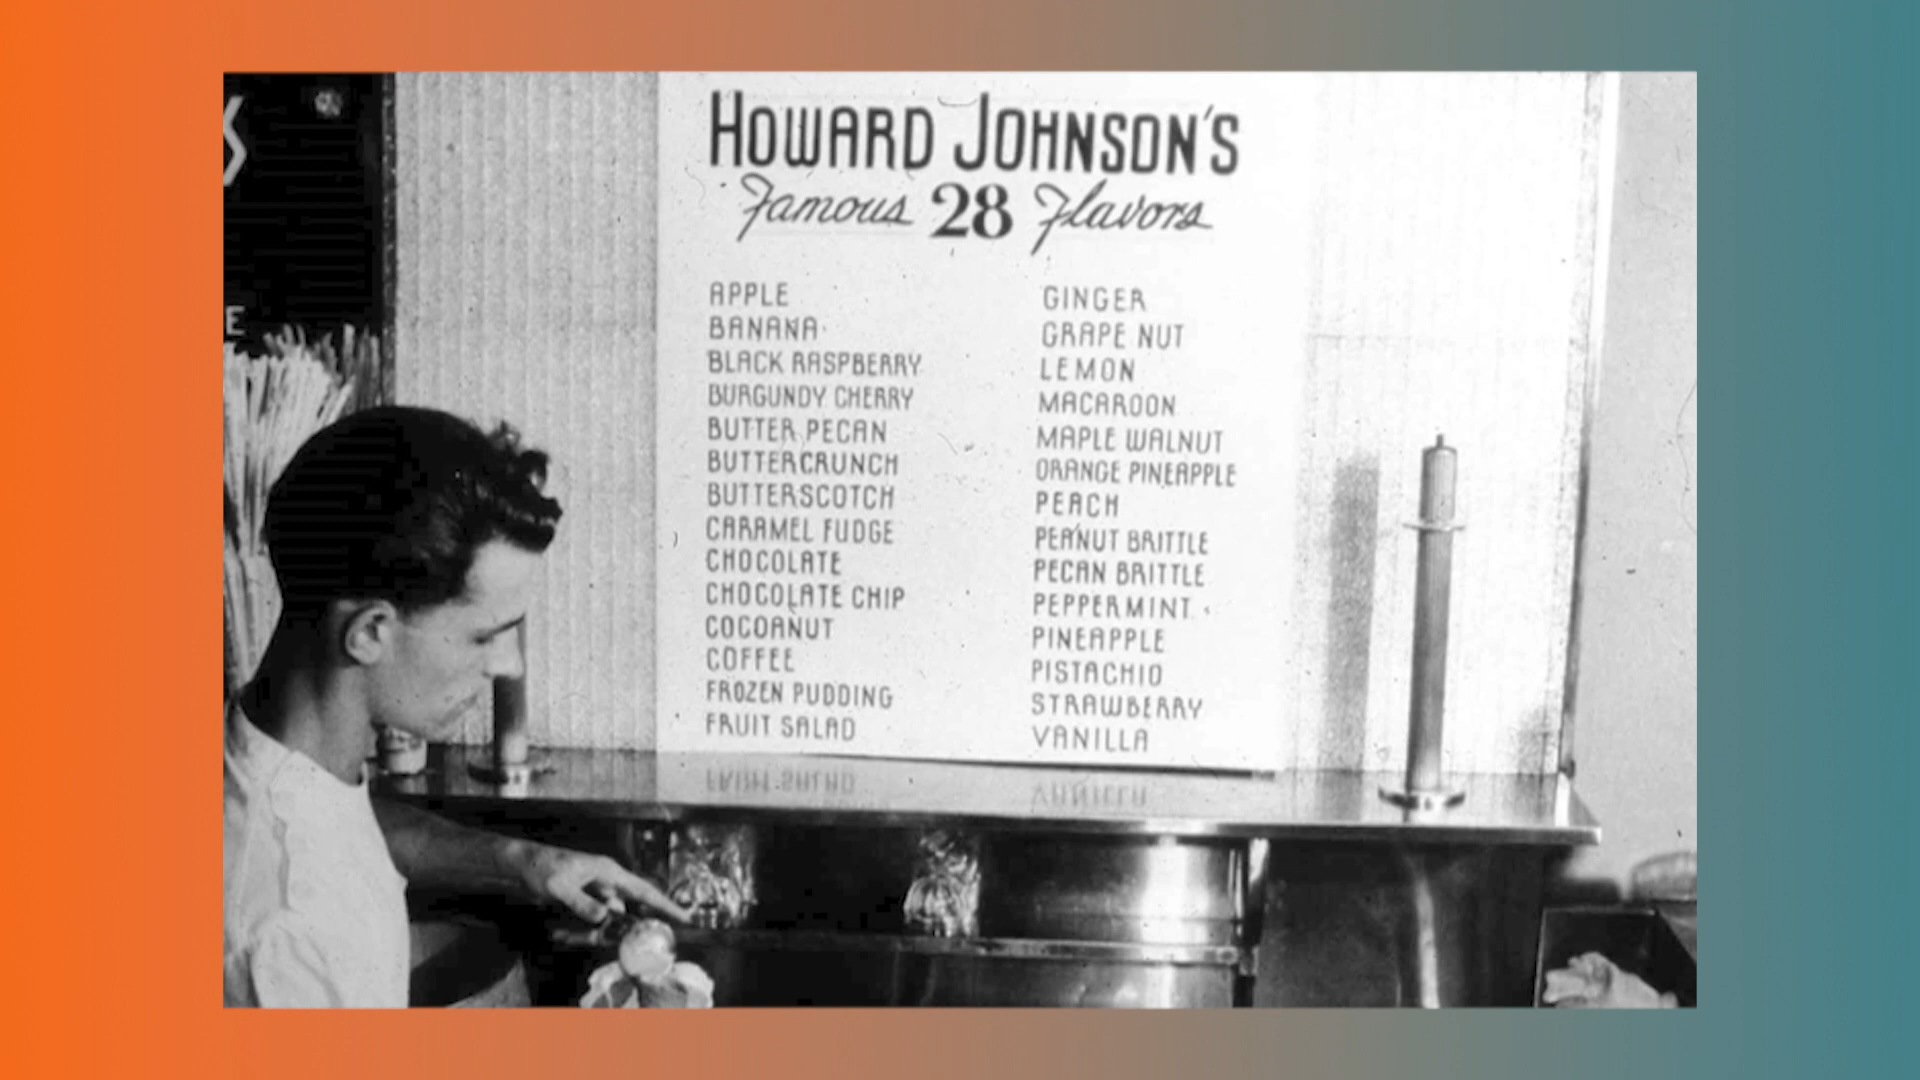 S
E
HOWARD JOHNSON'S
Famous 28 Flavors
APPLE
BANANA
BLACK RASPBERRY
BURGUNDY CHERRY
BUTTER PECAN
BUTTERCRUNCH
BUTTERSCOTCH
CARAMEL FUDGE
CHOCOLATE
CHOCOLATE CHIP
COCOANUT
COFFEE
FROZEN PUDDING
FRUIT SALAD
GINGER
GRAPE NUT
LEMON
MACAROON
MAPLE WALNUT
ORANGE PINEAPPLE
PEACH
PEANUT BRITTLE
PECAN BRITTLE
PEPPERMINT
PINEAPPLE
PISTACHIO
STRAWBERRY
VANILLA